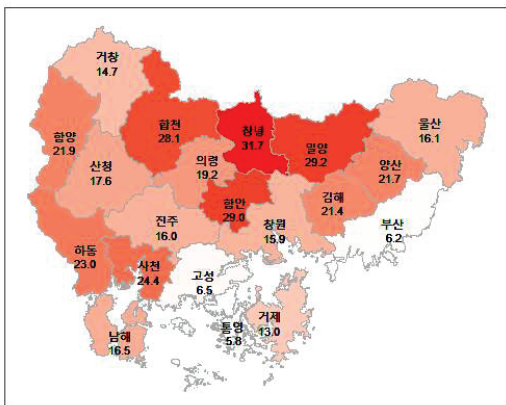 거창
14.7
함양
21.9
합천
28.1
창녕
31.7
밀양
29.2
울산
16.1
산청
17.6
의령
19.2
양산
21.7
함안
29.0
김해
21.4
진주
16.0
창원
15.9
부산
6.2
하동
23.0
사천
24.4
고성
6.5
거제
13.0
통영
5.8
남해
16.5